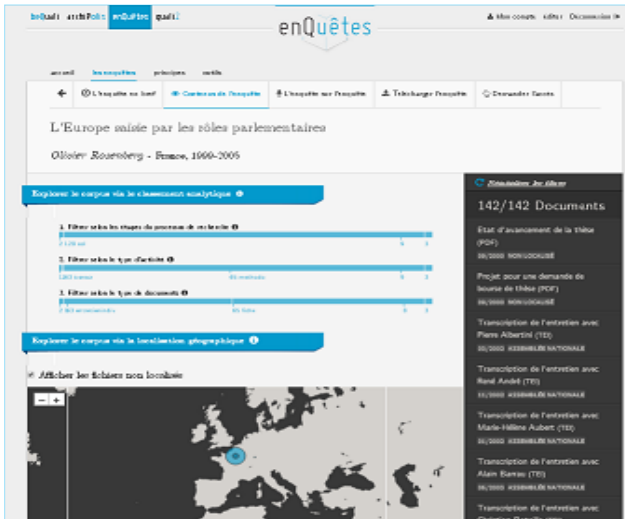 beQuali archiPolis enQuêtes quali2
enQuêtes
Mon compte éditer Déconnexion
accueil les enquêtes principes outils
L'enquête en bref Contenus de l'enquête L'enquête sur l'enquête Télécharger l'enquête Demander l'accès
L'Europe saisie par les rôles parlementaires
Olivier Rozenberg - France, 1999-2005
Explorer le corpus via le classement analytique
1. Filtrer selon les étapes du processus de recherche
2. Filtrer selon le type d'activité
3. Filtrer selon le type de documents
Explorer le corpus via la localisation géographique
Afficher les fichiers non localisés
- +
Réinitialiser les filtres
142/142 Documents
Etat d'avancement de la thèse
(PDF)
NON LOCALISÉ
Projet pour une demande de
bourse de thèse (PDF)
NON LOCALISÉ
Transcription de l'entretien avec
Pierre Albertini (TEI)
ASSEMBLÉE NATIONALE
Transcription de l'entretien avec
René André (TEI)
ASSEMBLÉE NATIONALE
Transcription de l'entretien avec
Marie-Hélène Aubert (TEI)
ASSEMBLÉE NATIONALE
Transcription de l'entretien avec
Alain Barrau (TEI)
ASSEMBLÉE NATIONALE
Transcription de l'entretien avec